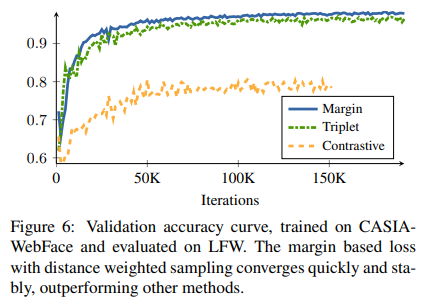 0.9
0.8
0.7
0.6
0
50K
100K
150K
Iterations
Margin
Triplet
Contrastive
Figure 6: Validation accuracy curve, trained on CASIA-
WebFace and evaluated on LFW. The margin based loss
with distance weighted sampling converges quickly and sta-
bly, outperforming other methods.